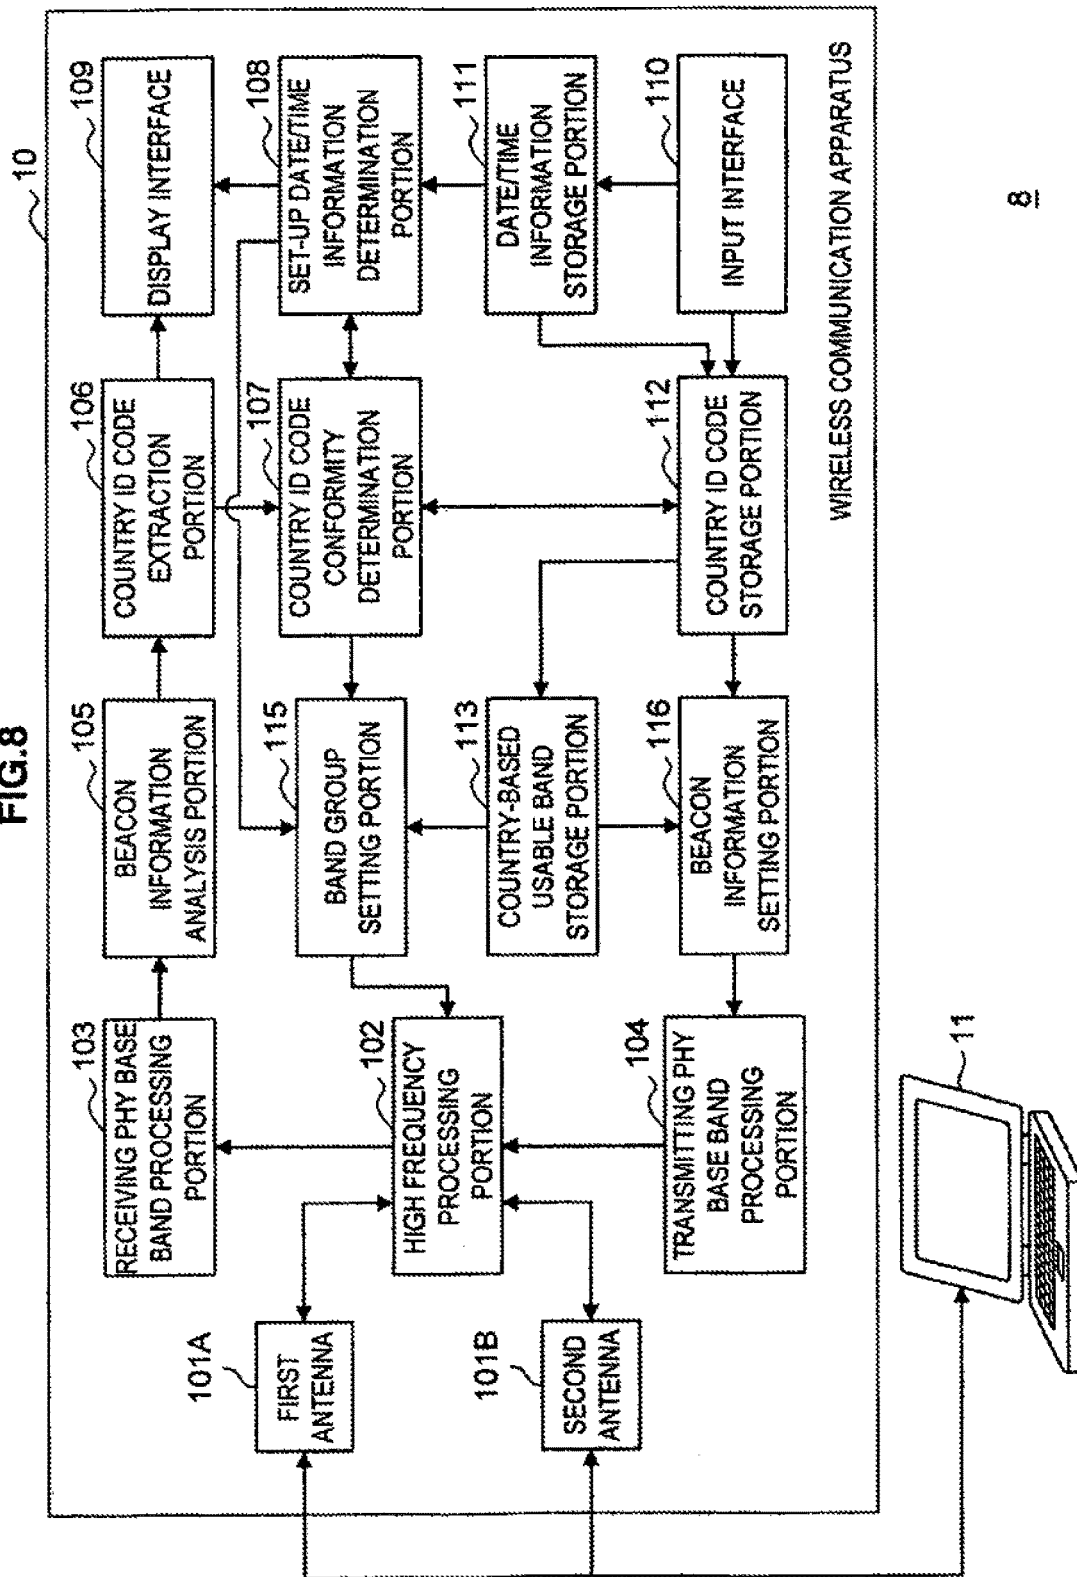 FIG.8
10
101A
FIRST
ANTENNA
101B
SECOND
ANTENNA
103
RECEIVING PHY BASE
BAND PROCESSING
PORTION
102
HIGH FREQUENCY
PROCESSING
PORTION
104
TRANSMITTING PHY
BASE BAND
PROCESSING
PORTION
105
BEACON
INFORMATION
ANALYSIS PORTION
115
BAND GROUP
SETTING PORTION
113
COUNTRY-BASED
USABLE BAND
STORAGE PORTION
116
BEACON
INFORMATION
SETTING PORTION
106
COUNTRY ID CODE
EXTRACTION
PORTION
107
COUNTRY ID CODE
CONFORMITY
DETERMINATION
PORTION
112
COUNTRY ID CODE
STORAGE PORTION
109
DISPLAY INTERFACE
108
SET-UP DATE/TIME
INFORMATION
DETERMINATION
PORTION
111
DATE/TIME
INFORMATION
STORAGE PORTION
110
INPUT INTERFACE
WIRELESS COMMUNICATION APPARATUS
11
8